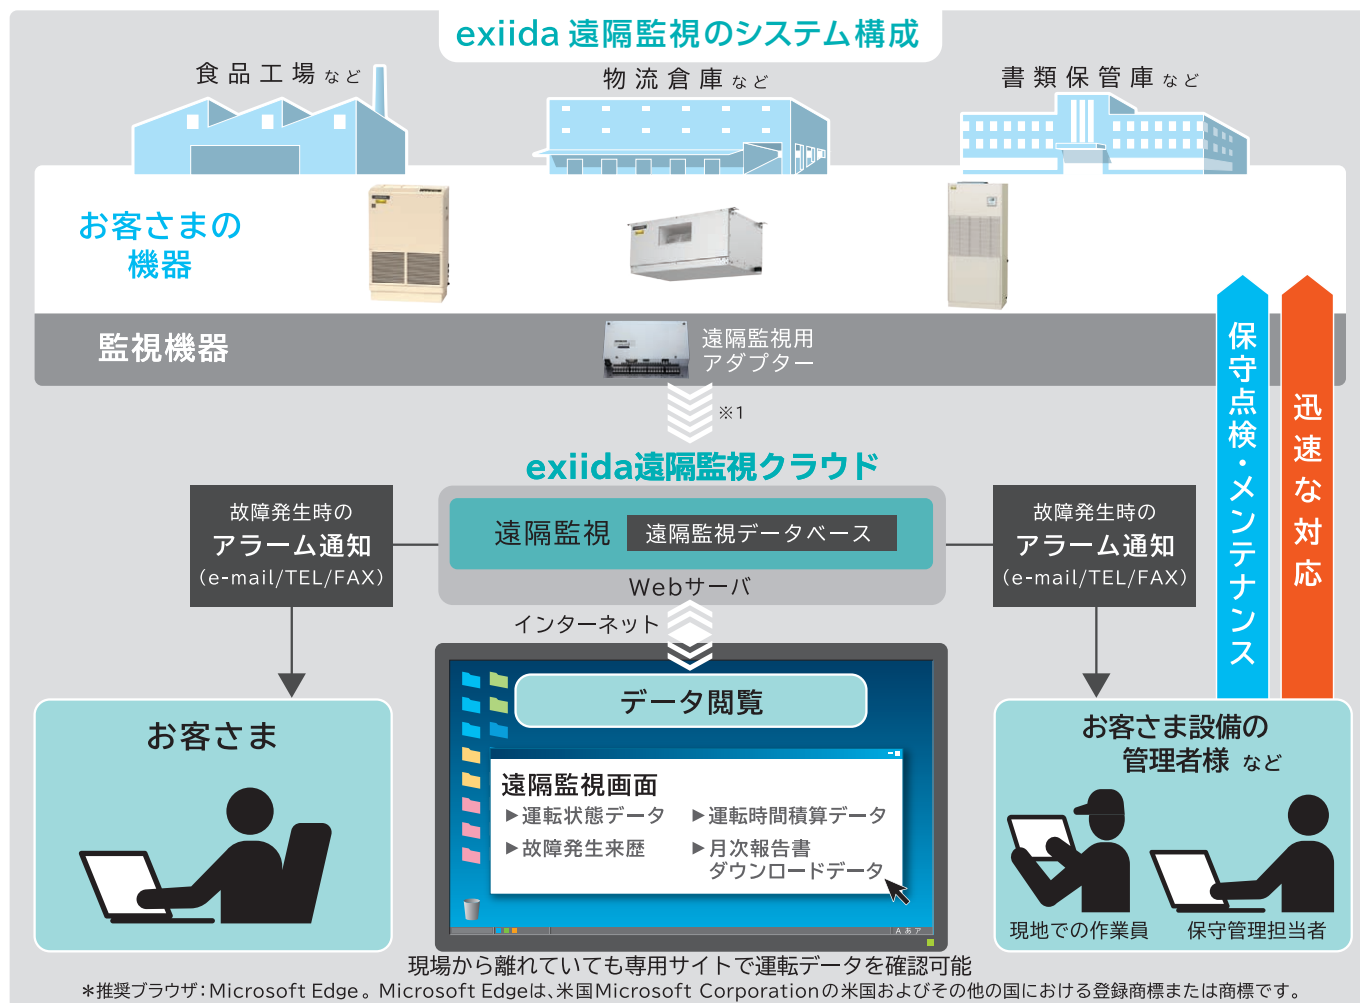 exiida 遠隔監視のシステム構成
食品工場 など
物流倉庫 など
書類保管庫 など
お客さまの
機器
監視機器
遠隔監視用
アダプター
※1
保守点検・メンテナンス
迅速な対応
exiida遠隔監視クラウド
故障発生時の
アラーム通知
（e-mail/TEL/FAX）
遠隔監視
遠隔監視データベース
Webサーバ
故障発生時の
アラーム通知
（e-mail/TEL/FAX）
インターネット
お客さま
データ閲覧
遠隔監視画面
▶運転状態データ
▶運転時間積算データ
▶故障発生来歴
▶月次報告書
ダウンロードデータ
A あ ア
お客さま設備の
管理者様 など
現地での作業員
保守管理担当者
現場から離れていても専用サイトで運転データを確認可能
＊推奨ブラウザ：Microsoft Edge。Microsoft Edgeは、米国Microsoft Corporationの米国およびその他の国における登録商標または商標です。